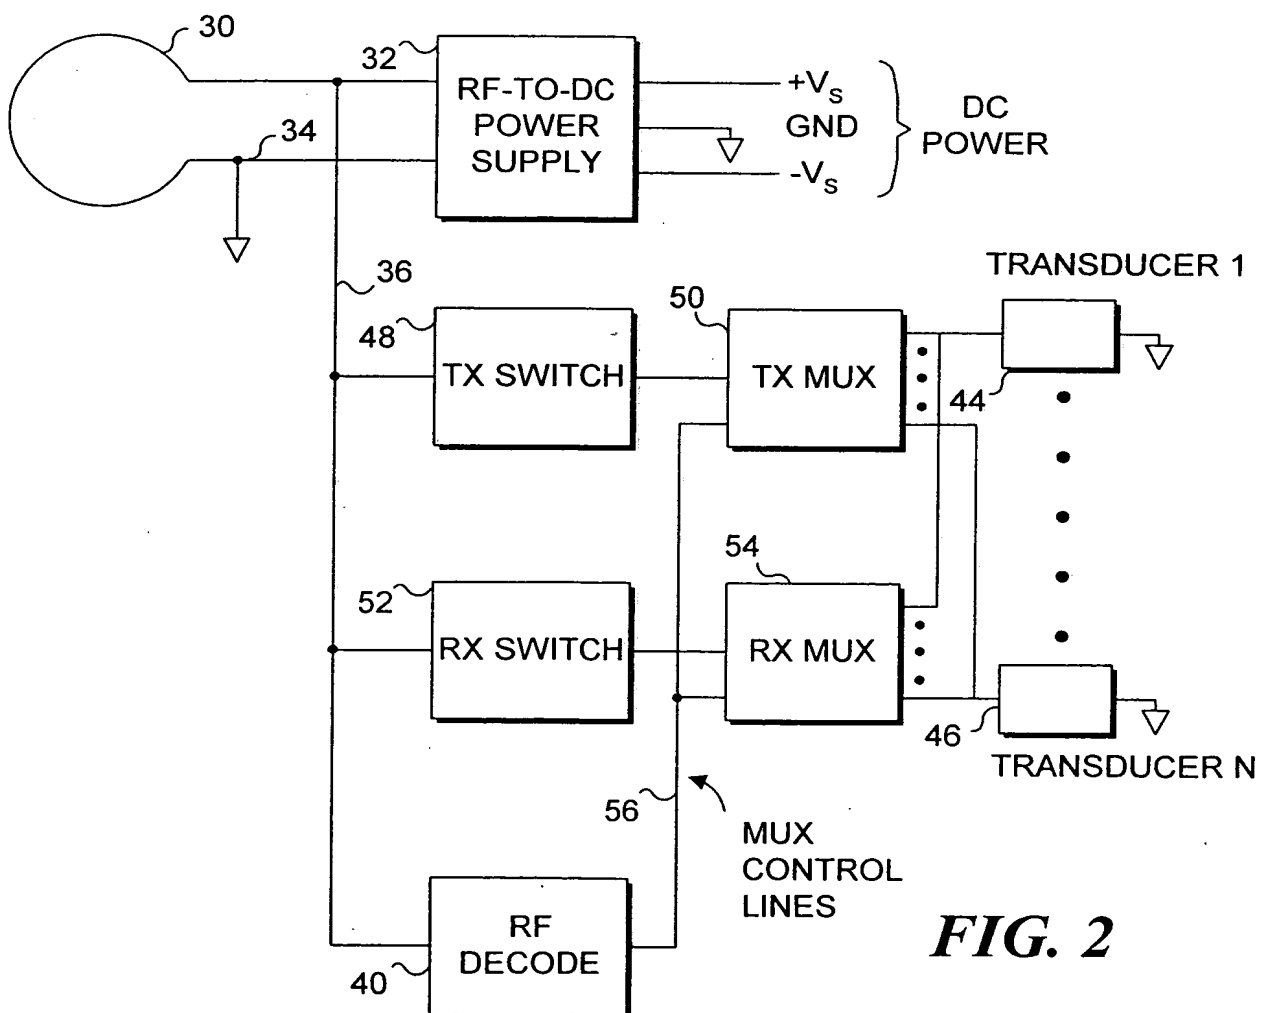 30
32
RF-TO-DC
POWER
SUPPLY
+VS
GND
-VS
DC
POWER
34
36
TRANSDUCER 1
48
TX SWITCH
50
TX MUX
44
52
RX SWITCH
54
RX MUX
46
TRANSDUCER N
56
MUX
CONTROL
LINES
RF
DECODE
40
FIG. 2